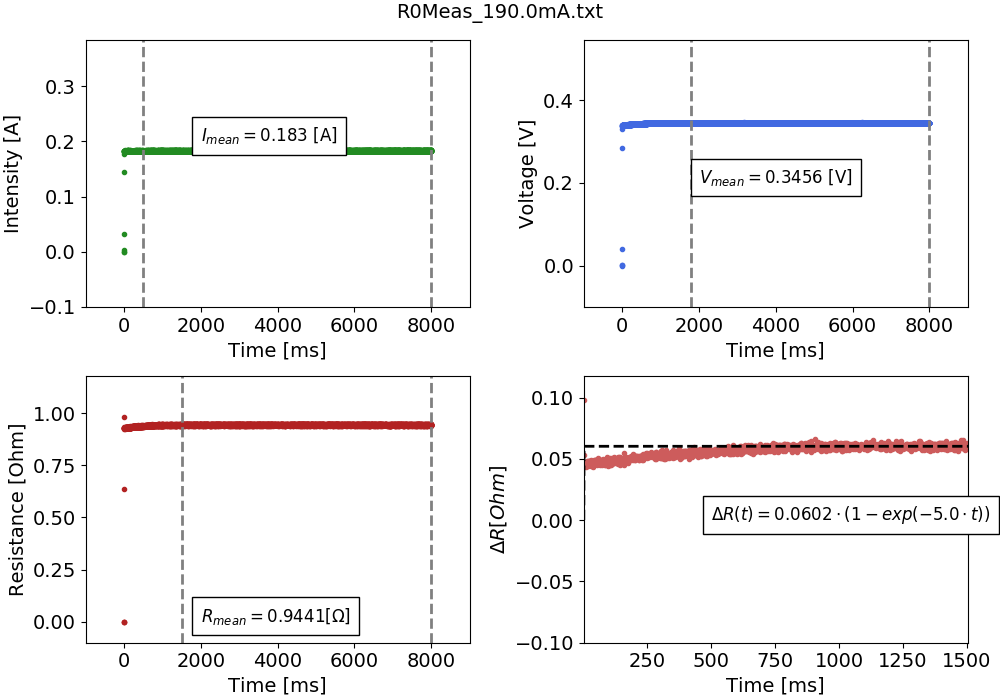 R0Meas_190.0mA.txt
Intensity [A]
0.3
0.2
0.1
0.0
−0.1
I_mean = 0.183 [A]
0 2000 4000 6000 8000
Time [ms]
Voltage [V]
0.4
0.2
0.0
V_mean = 0.3456 [V]
0 2000 4000 6000 8000
Time [ms]
Resistance [Ohm]
1.00
0.75
0.50
0.25
0.00
R_mean = 0.9441[Ω]
0 2000 4000 6000 8000
Time [ms]
ΔR[Ohm]
0.10
0.05
0.00
−0.05
−0.10
ΔR(t) = 0.0602 · (1 − exp(−5.0 · t))
250 500 750 1000 1250 1500
Time [ms]